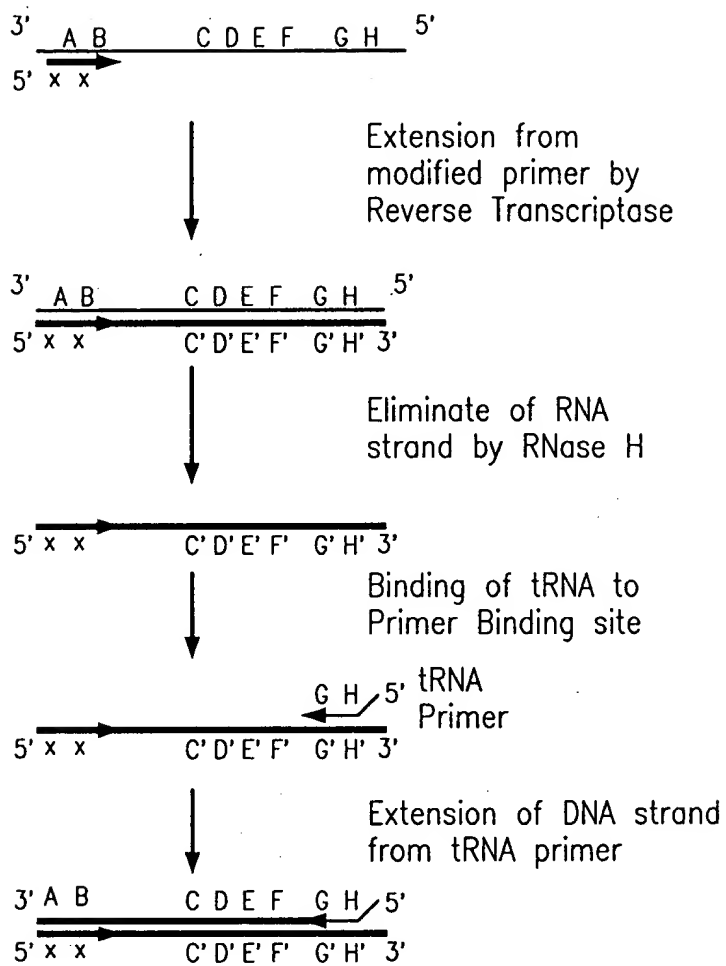 3' A B C D E F G H 5'
5' x x
Extension from
modified primer by
Reverse Transcriptase
3' A B C D E F G H 5'
5' x x C' D' E' F' G' H' 3'
Eliminate of RNA
strand by RNase H
5' x x C' D' E' F' G' H' 3'
Binding of tRNA to
Primer Binding site
G H 5' tRNA
Primer
5' x x C' D' E' F' G' H' 3'
Extension of DNA strand
from tRNA primer
3' A B C D E F G H 5'
5' x x C' D' E' F' G' H' 3'